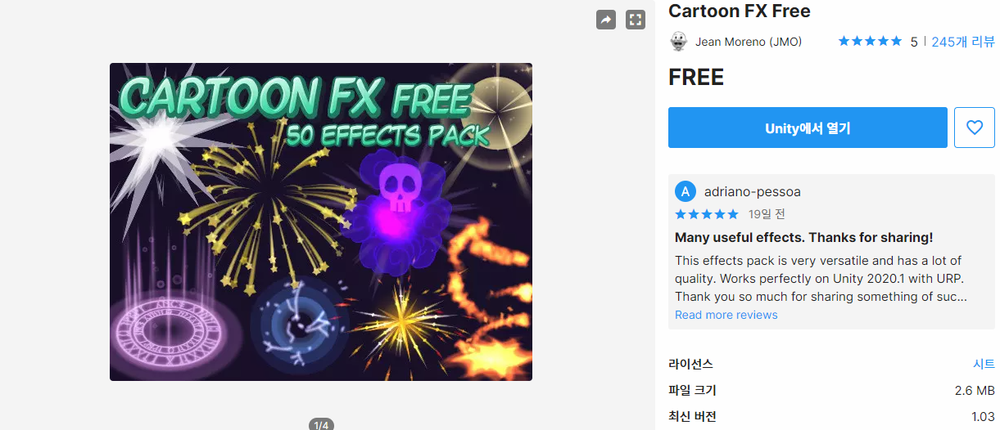 Cartoon FX Free
Jean Moreno (JMO)
5 | 245개 리뷰
FREE
Unity에서 열기
CARTOON FX FREE
50 EFFECTS PACK
A adriano-pessoa
19일 전
Many useful effects. Thanks for sharing!
This effects pack is very versatile and has a lot of
quality. Works perfectly on Unity 2020.1 with URP.
Thank you so much for sharing something of suc...
Read more reviews
라이선스 시트
파일 크기 2.6 MB
최신 버전 1.03
1/4